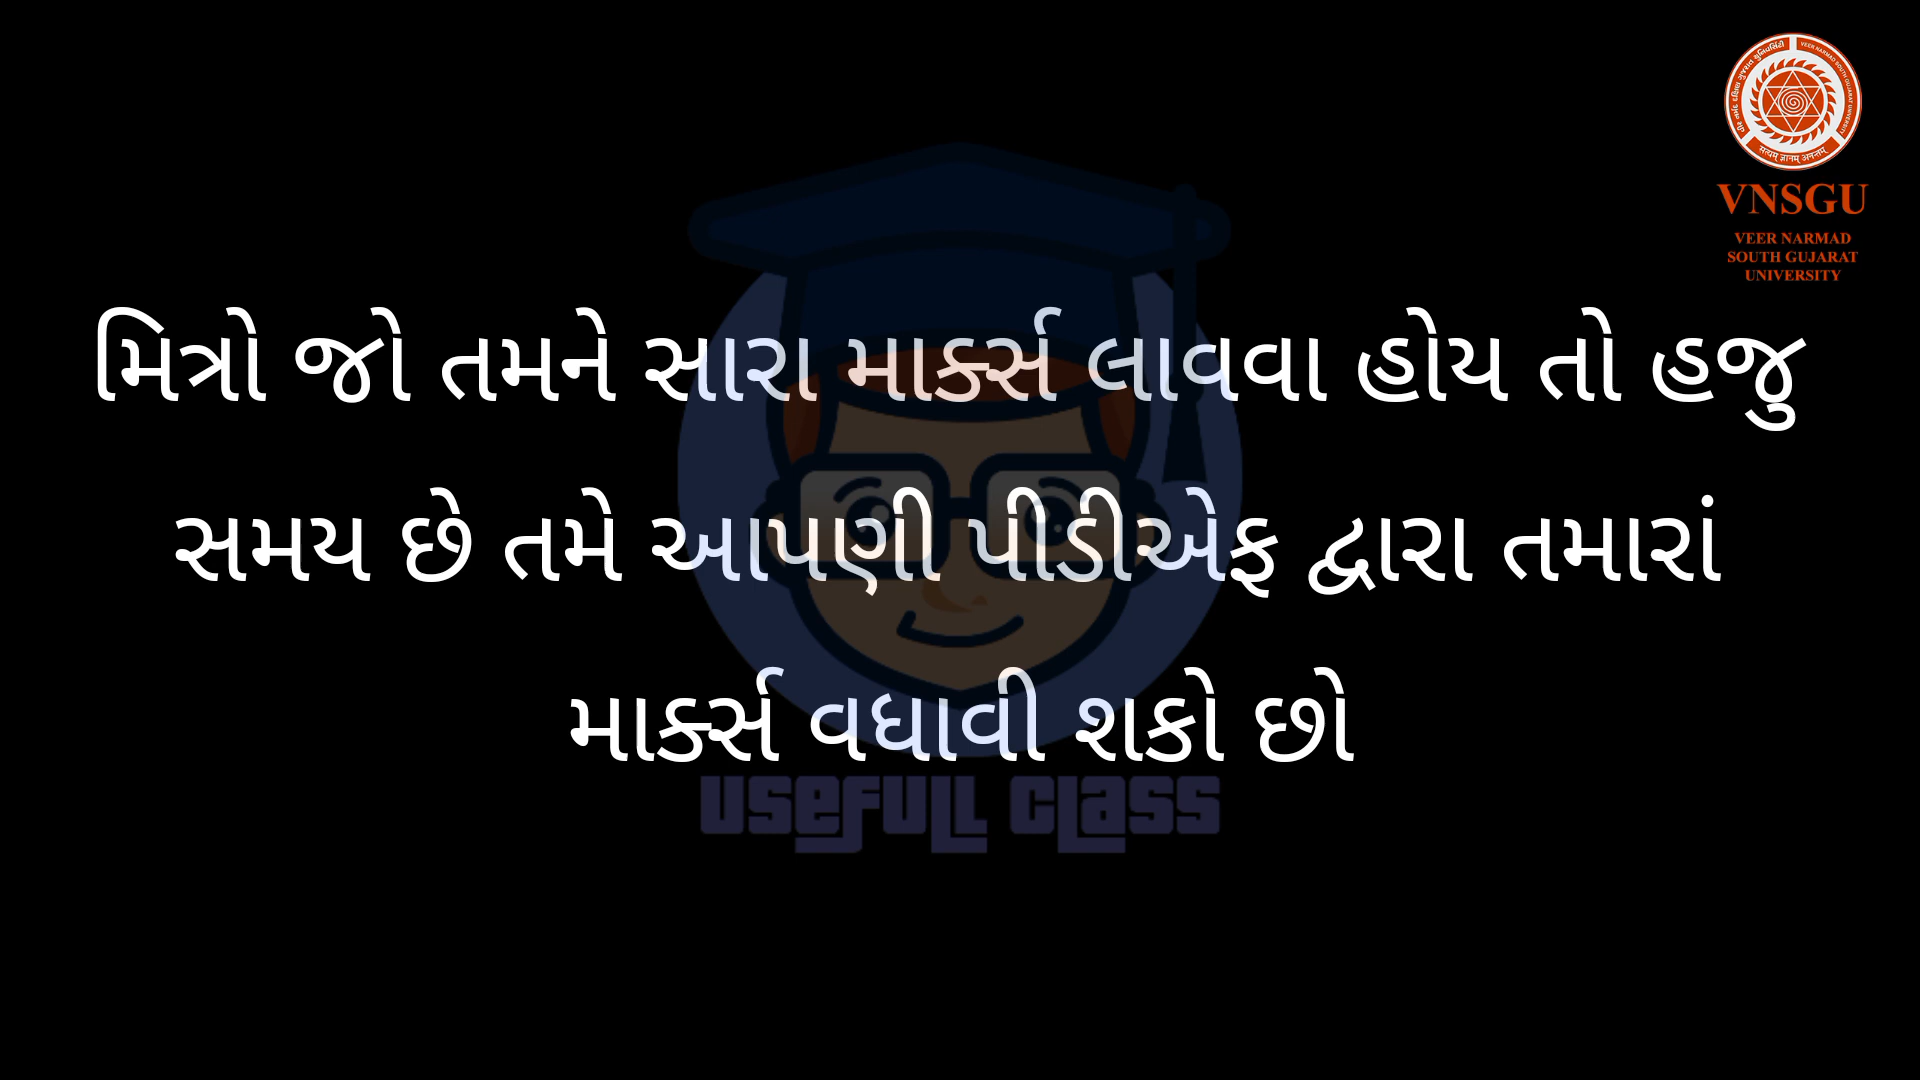 VNSGU
VEER NARMAD
SOUTH GUJARAT
UNIVERSITY
મિત્રો જો તમને સારા માર્ક્સ લાવવા હોય તો હજુ
સમય છે તમે આપણી પીડીએફ દ્વારા તમારાં
માર્ક્સ વધાવી શકો છો
USEFULL CLASS